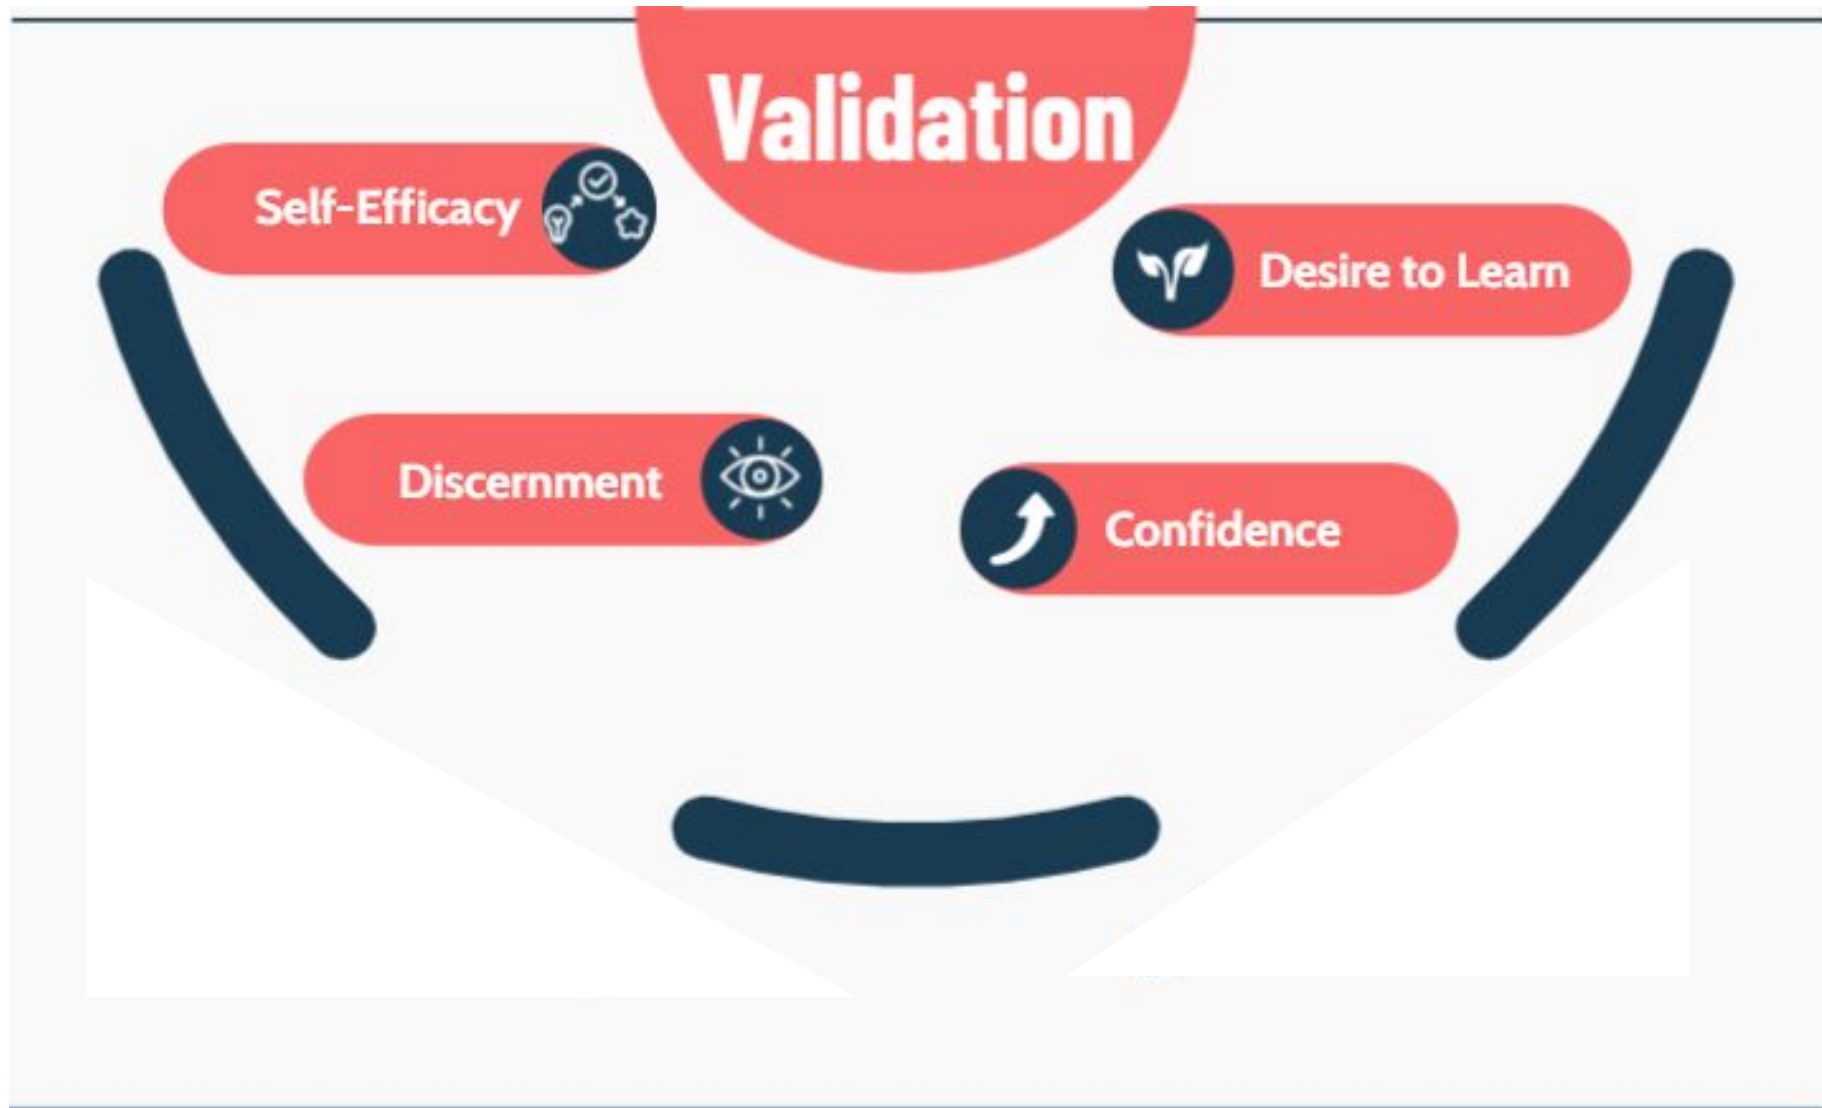 Validation
Self-Efficacy
Desire to Learn
Discernment
Confidence